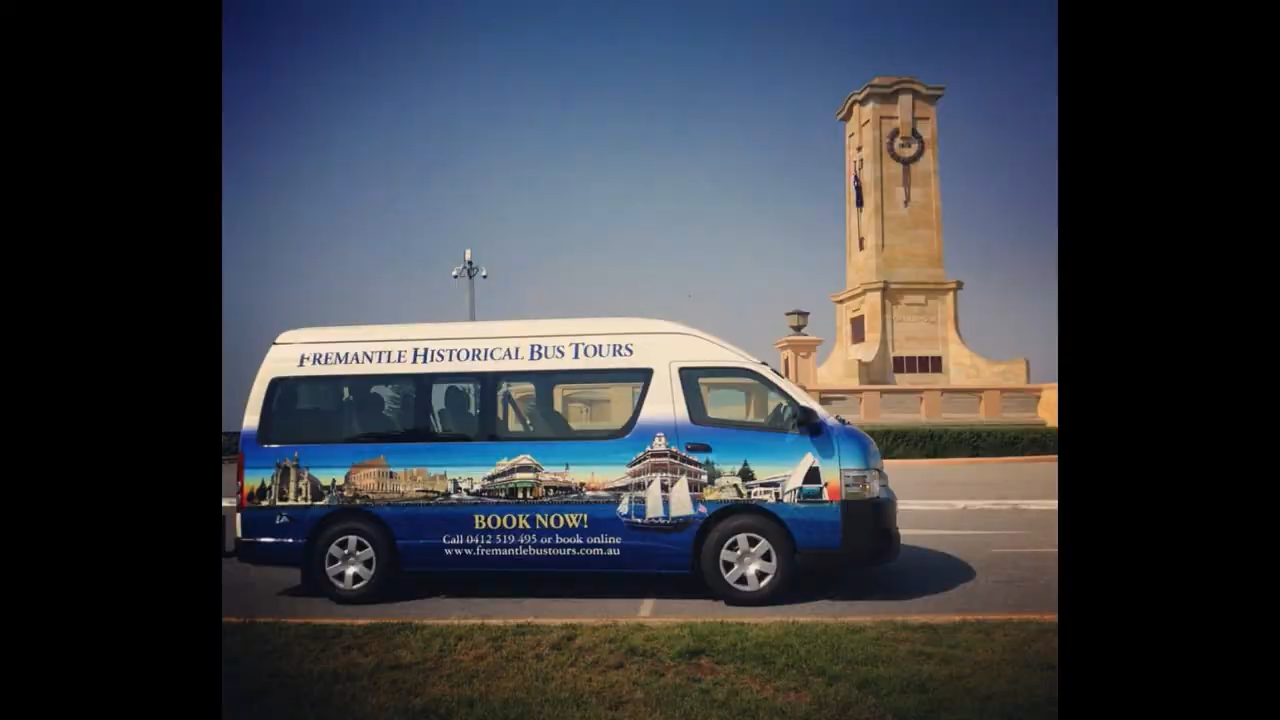 FREMANTLE HISTORICAL BUS TOURS
BOOK NOW!
Call 0412 519 495 or book online
www.fremantlebustours.com.au